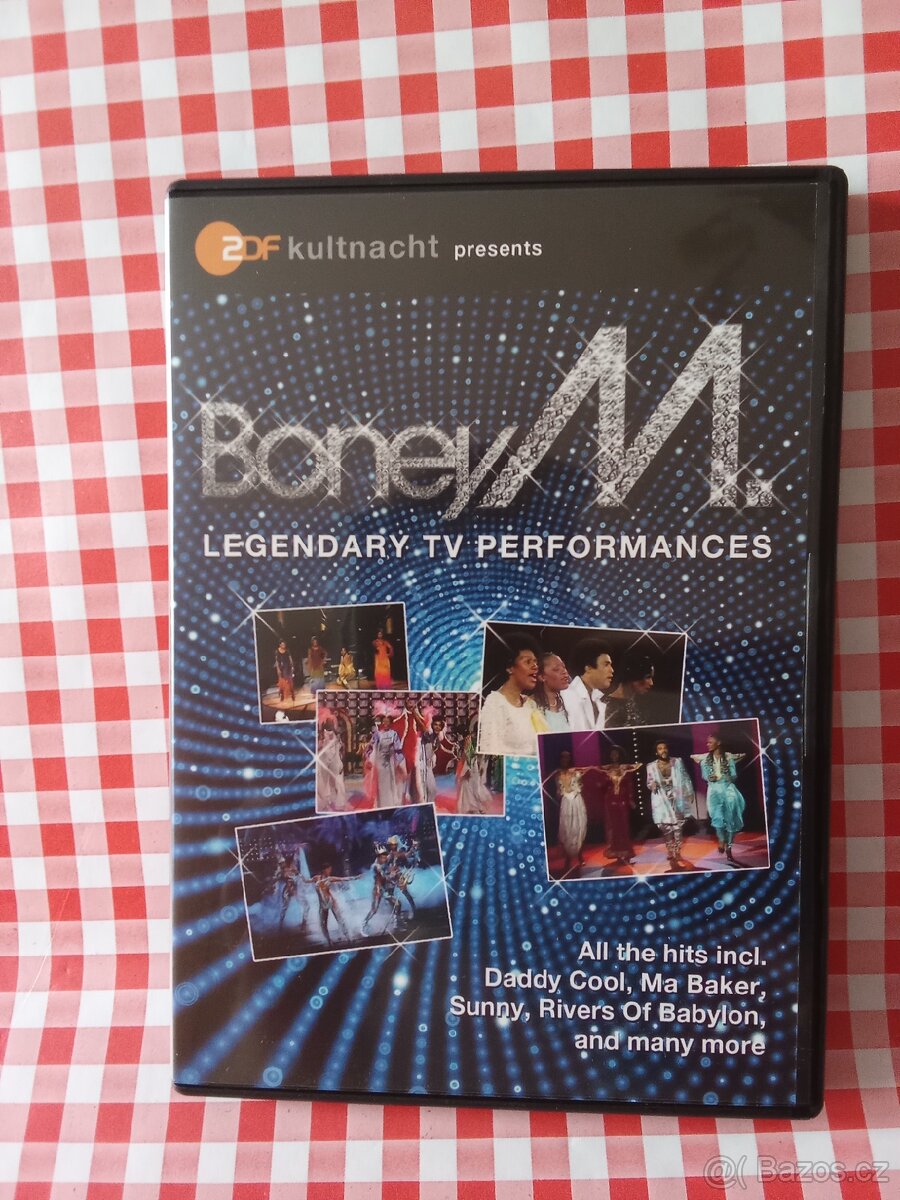 ZDF kultnacht presents
Boney M.
LEGENDARY TV PERFORMANCES
All the hits incl.
Daddy Cool, Ma Baker,
Sunny, Rivers Of Babylon,
and many more
@( Bazos.cz